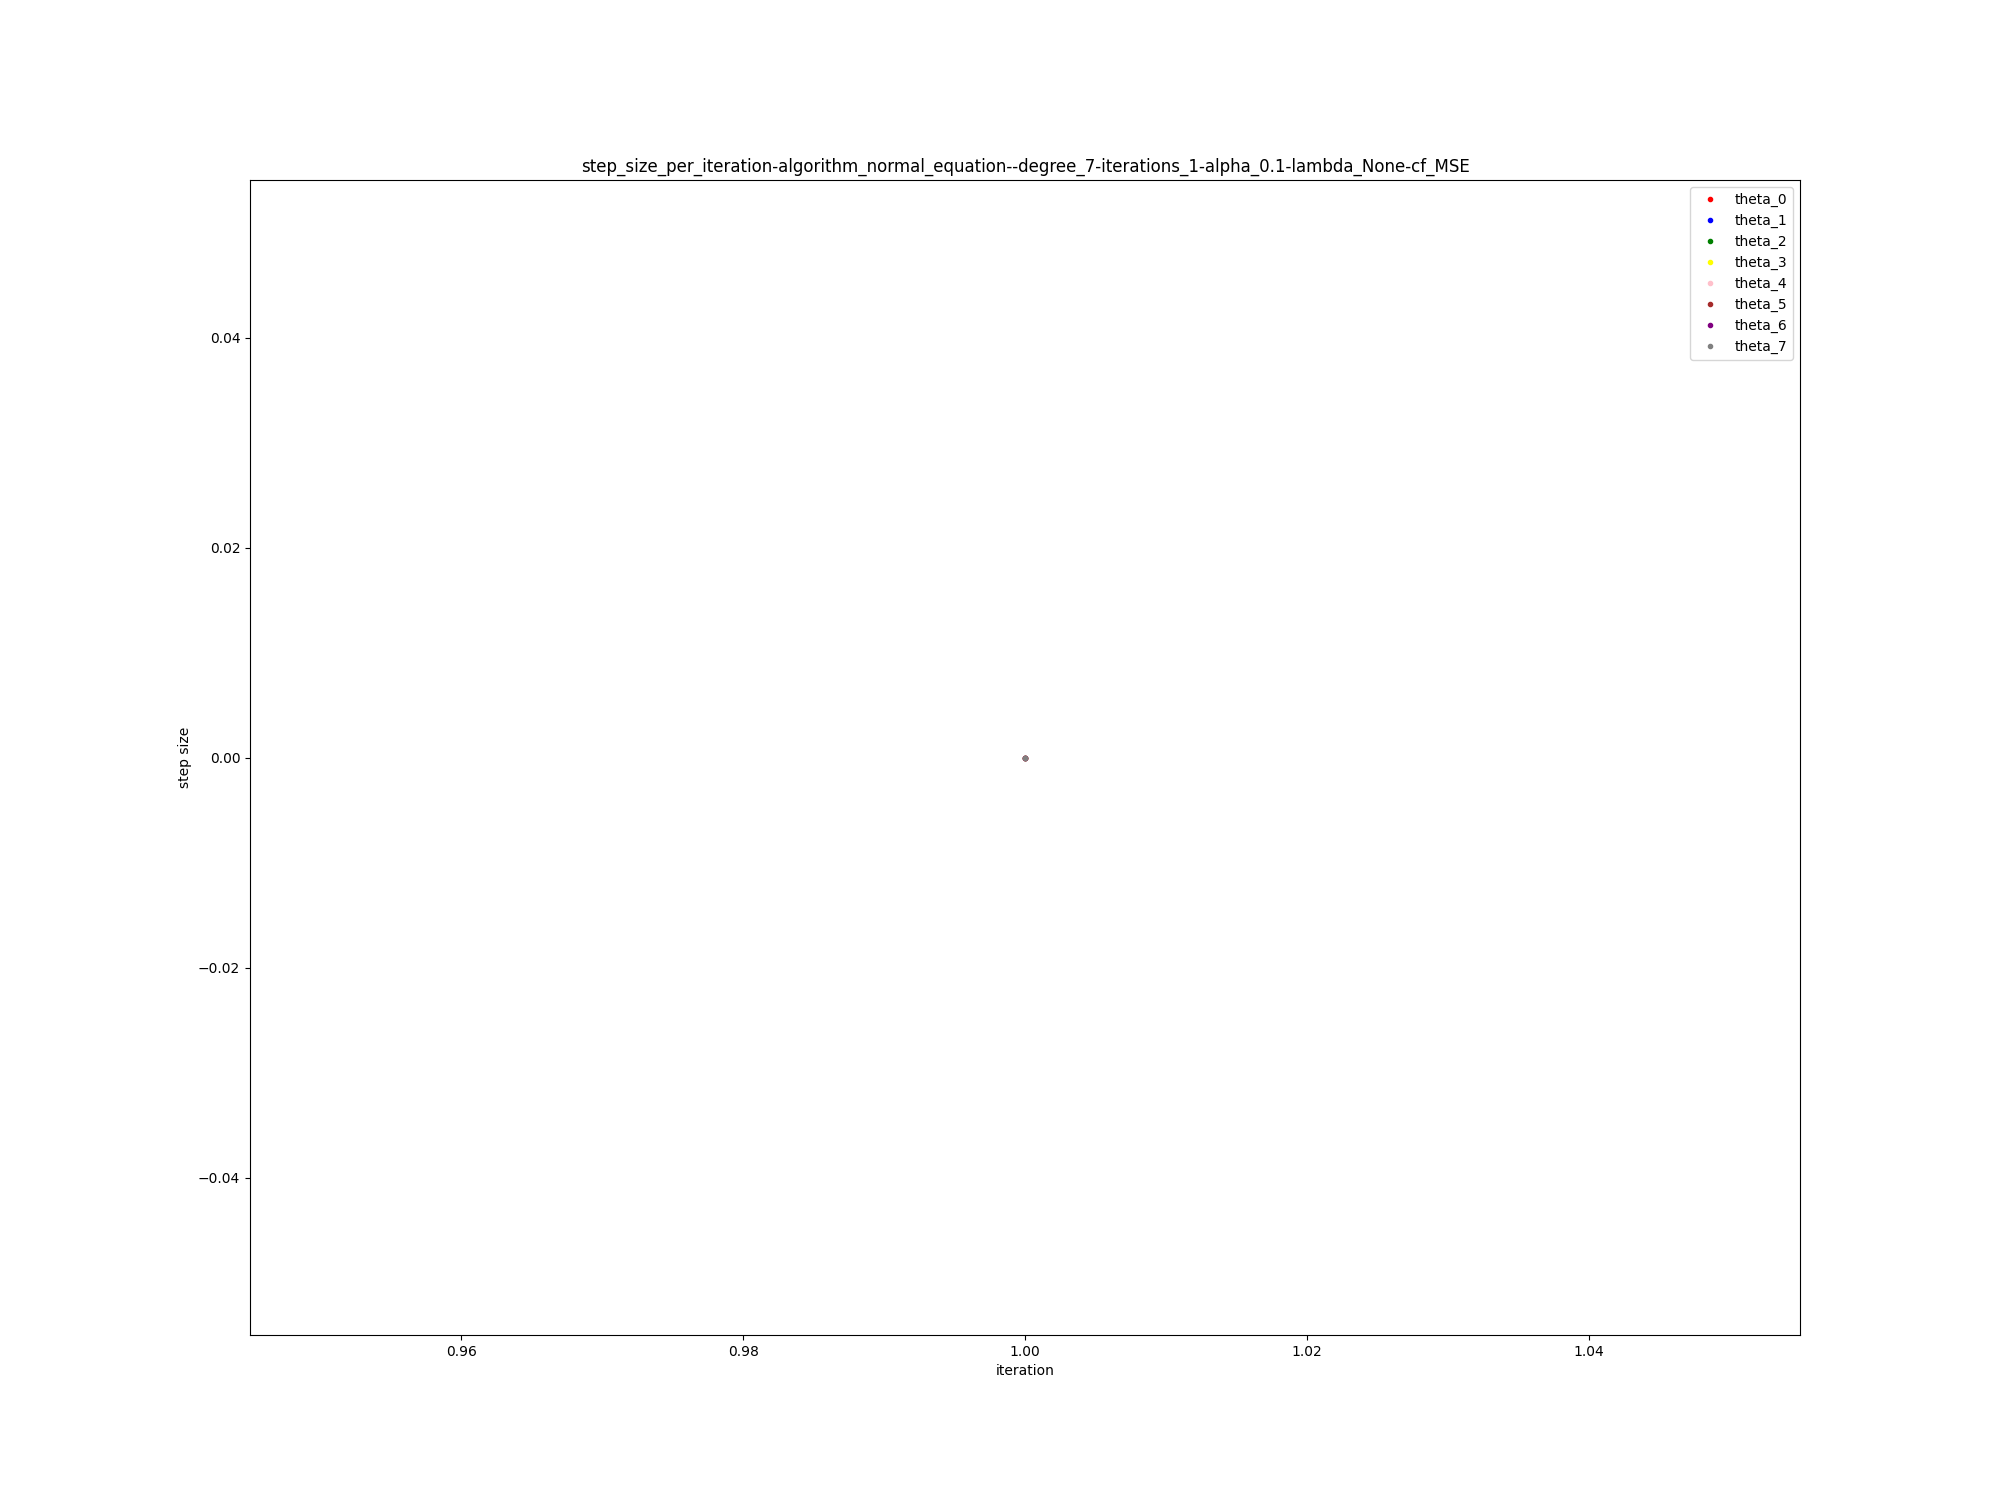 step_size_per_iteration-algorithm_normal_equation--degree_7-iterations_1-alpha_0.1-lambda_None-cf_MSE
theta_0
theta_1
theta_2
theta_3
theta_4
theta_5
theta_6
theta_7
step size
0.04
0.02
0.00
−0.02
−0.04
0.96
0.98
1.00
1.02
1.04
iteration